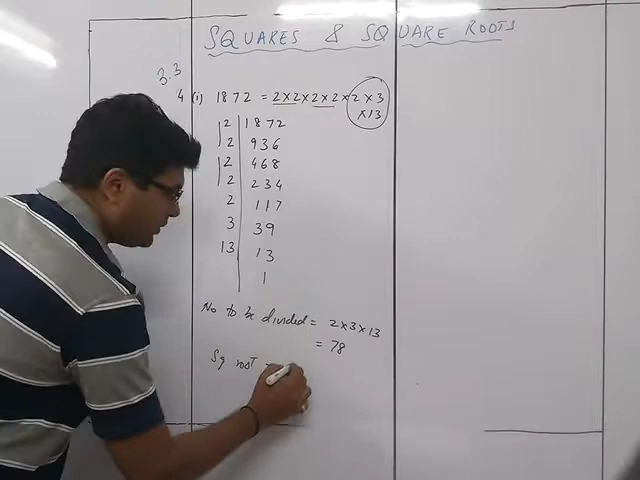 SQUARES & SQUARE ROOTS
3.3
4 (i) 1872 = 2×2×2×2×2×3
×13
2 1872
2 936
2 468
2 234
2 117
3 39
13 13
1
No to be divided = 2×3×13
= 78
Sq root =